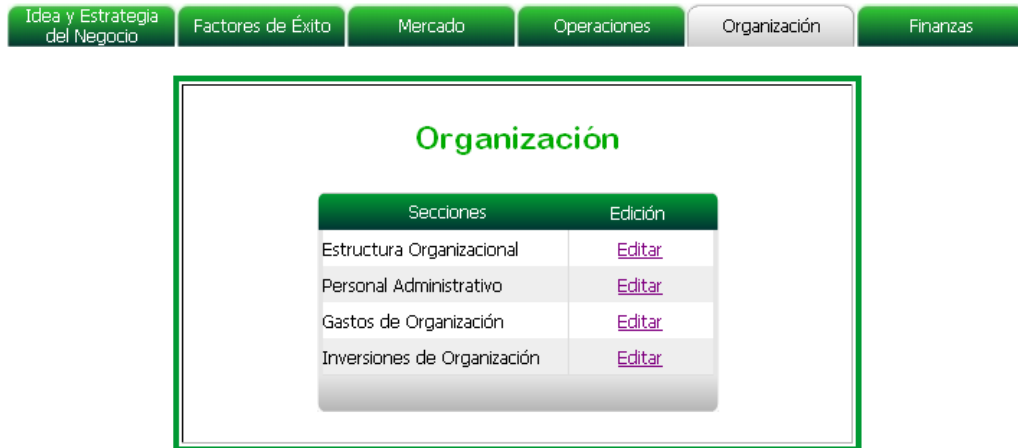 Idea y Estrategia
del Negocio
Factores de Éxito
Mercado
Operaciones
Organización
Finanzas
Organización
Secciones Edición
Estructura Organizacional Editar
Personal Administrativo Editar
Gastos de Organización Editar
Inversiones de Organización Editar